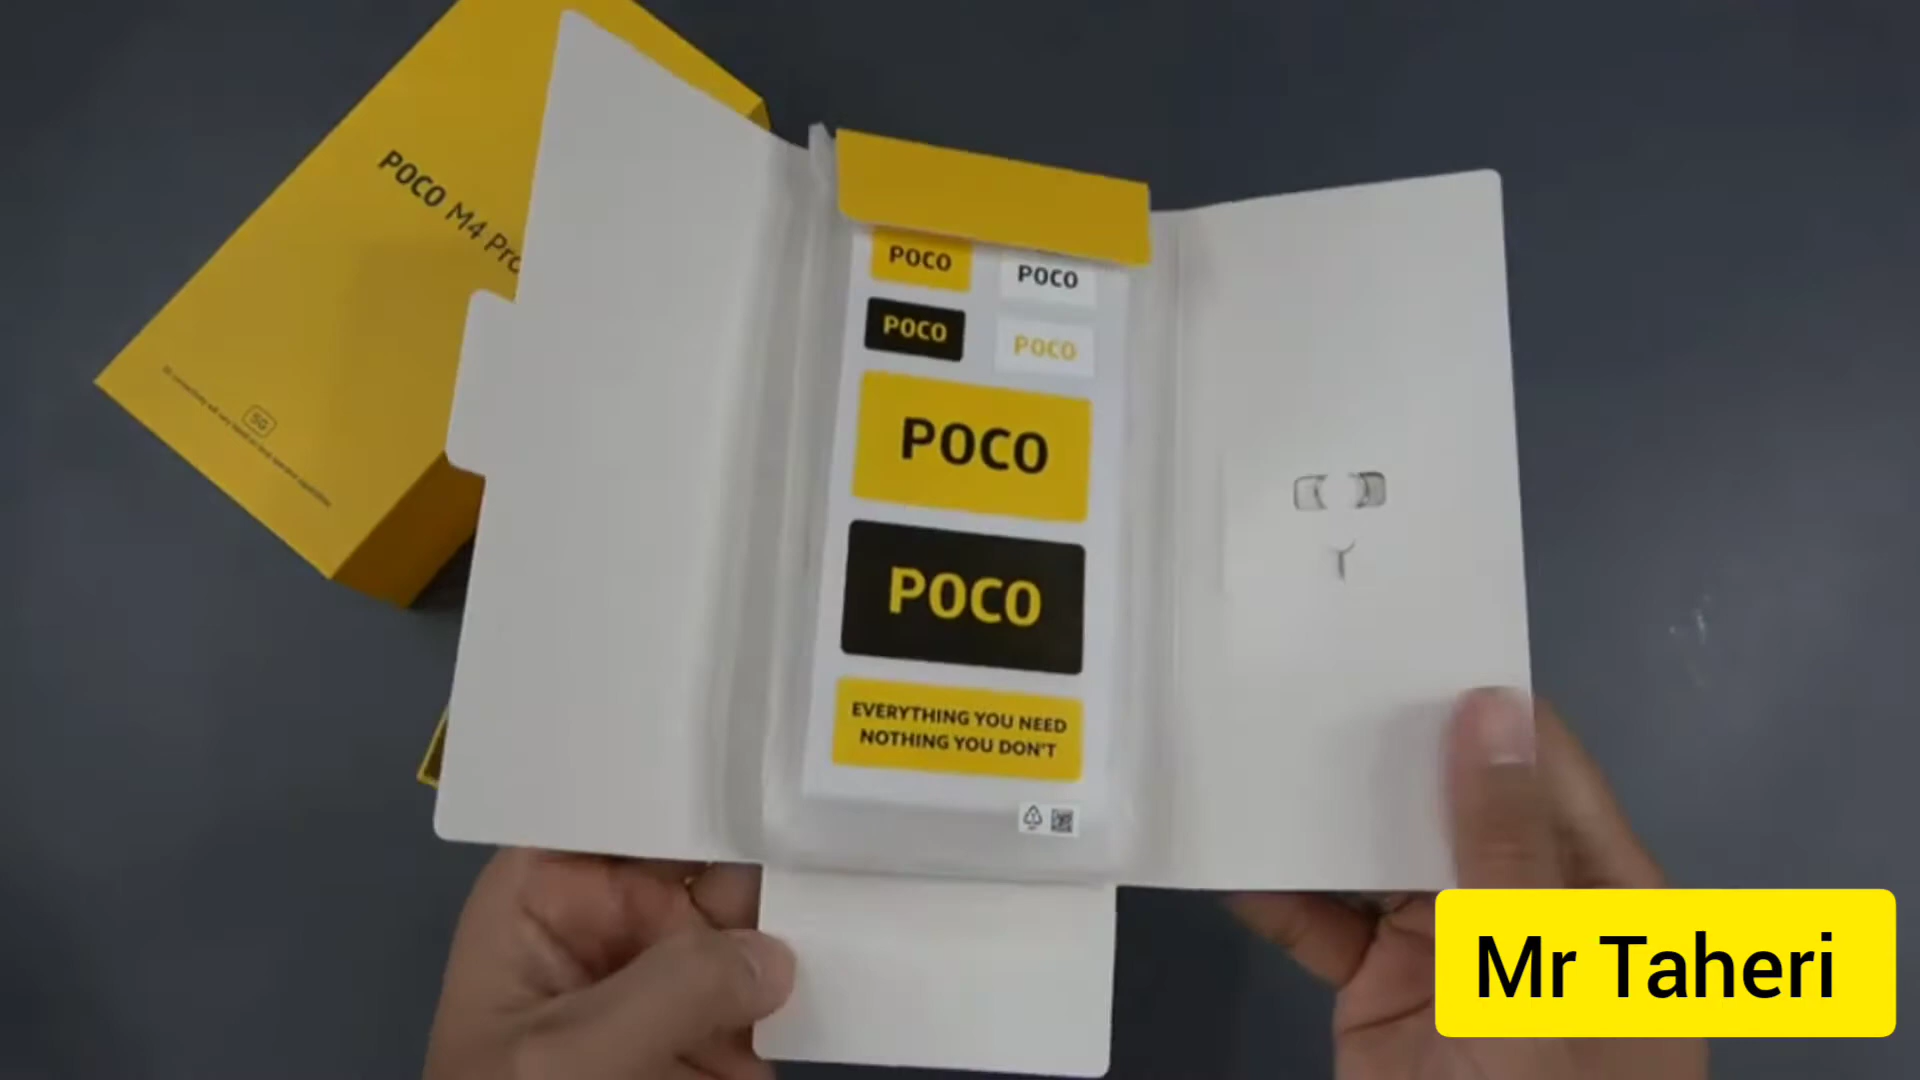 POCO M4 Pro
5G
POCO
POCO
POCO
POCO
POCO
POCO
EVERYTHING YOU NEED
NOTHING YOU DON'T
Mr Taheri